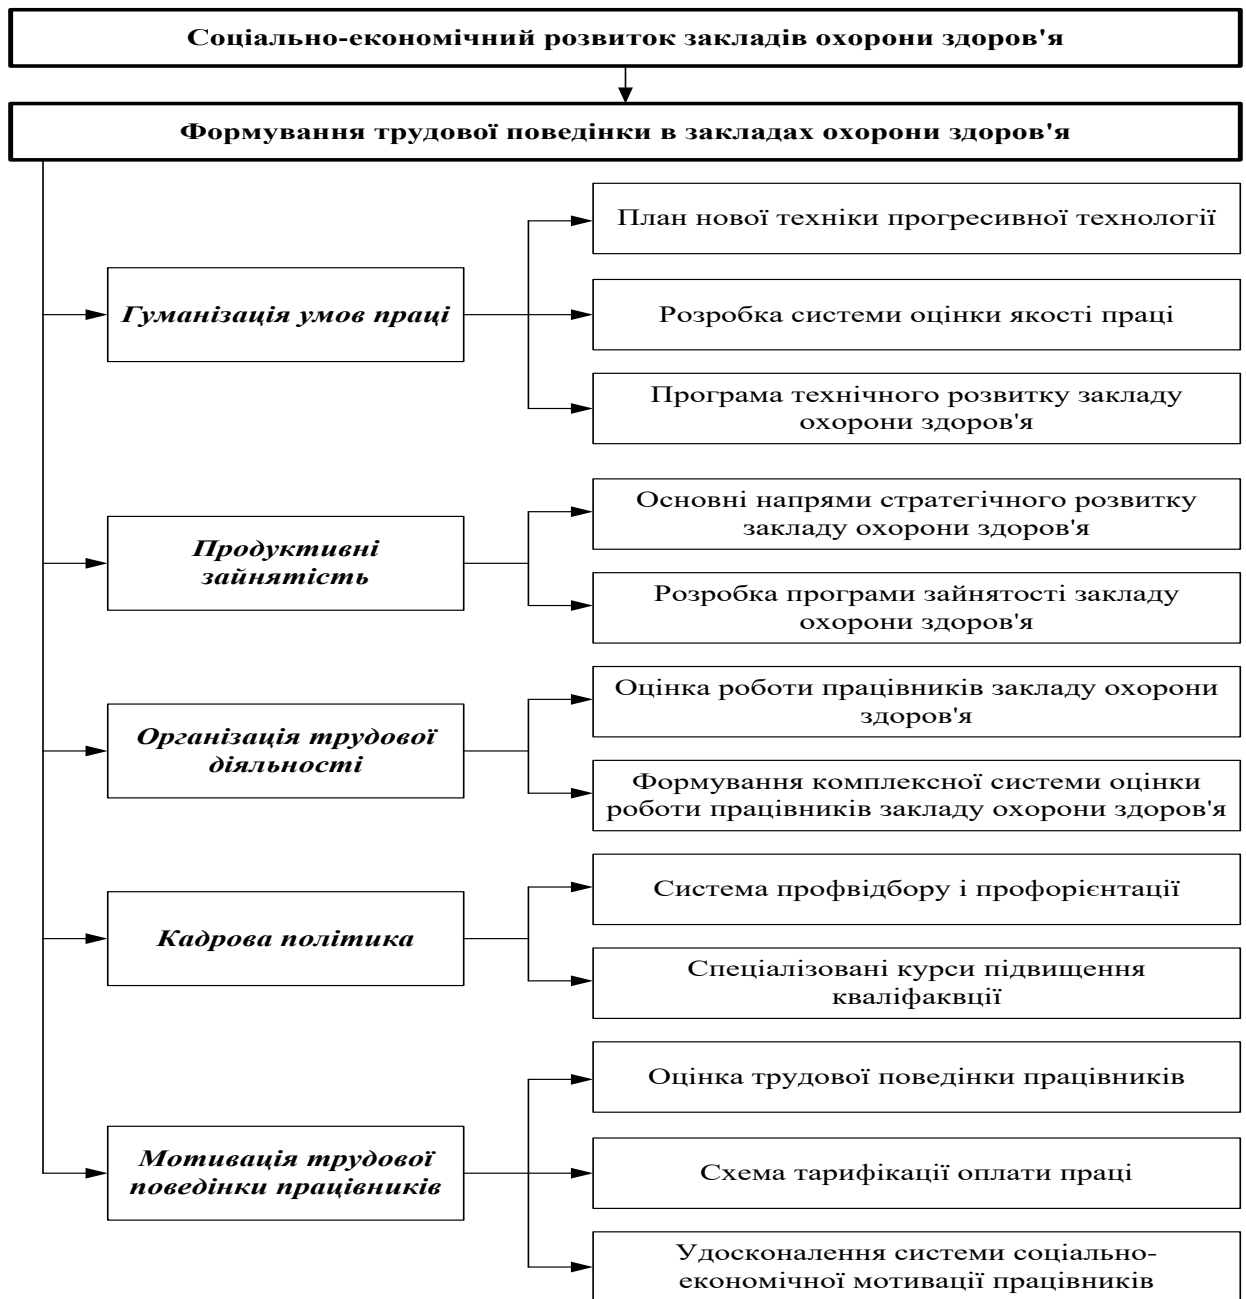 Соціально-економічний розвиток закладів охорони здоров'я
Формування трудової поведінки в закладах охорони здоров'я
Гуманізація умов праці
План нової техніки прогресивної технології
Розробка системи оцінки якості праці
Програма технічного розвитку закладу
охорони здоров'я
Продуктивні
зайнятість
Основні напрями стратегічного розвитку
закладу охорони здоров'я
Розробка програми зайнятості закладу
охорони здоров'я
Організація трудової
діяльності
Оцінка роботи працівників закладу охорони
здоров'я
Формування комплексної системи оцінки
роботи працівників закладу охорони здоров'я
Кадрова політика
Система профвідбору і профорієнтації
Спеціалізовані курси підвищення
кваліфаквції
Мотивація трудової
поведінки працівників
Оцінка трудової поведінки працівників
Схема тарифікації оплати праці
Удосконалення системи соціально-
економічної мотивації працівників